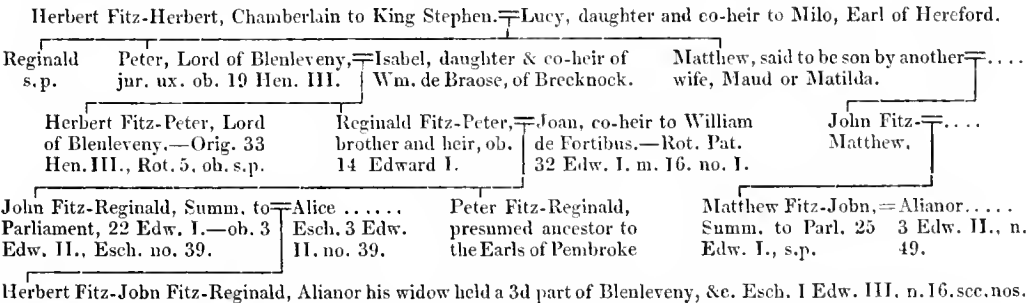 Herbert Fitz-Herbert, Chamberlain to King Stephen.=Lucy, daughter and co-heir to Milo, Earl of Hereford.
Reginald s.p.
Peter, Lord of Blenleveny,=Isabel, daughter & co-heir of
jur. ux. ob. 19 Hen. III. Wm. de Braose, of Brecknock.
Matthew, said to be son by another=....
wife, Maud or Matilda.
Herbert Fitz-Peter, Lord
of Blenleveny.—Orig. 33
Hen. III., Rot. 5, ob. s.p.
Reginald Fitz-Peter,=Joan, co-heir to William
brother and heir, ob. de Fortibus.—Rot. Pat.
14 Edward I. 32 Edw. I. m. 16. no. I.
John Fitz-=....
Matthew.
John Fitz-Reginald, Summ. to=Alice ......
Parliament, 22 Edw. I.—ob. 3 Esch. 3 Edw.
Edw. II., Esch. no. 39. II. no. 39.
Peter Fitz-Reginald,
presumed ancestor to
the Earls of Pembroke
Matthew Fitz-John,=Alianor.....
Summ. to Parl. 25 3 Edw. II., n.
Edw. I., s.p. 49.
Herbert Fitz-John Fitz-Reginald, Alianor his widow held a 3d part of Blenleveny, &c. Esch. I Edw. III. n. 16. sec. nos.